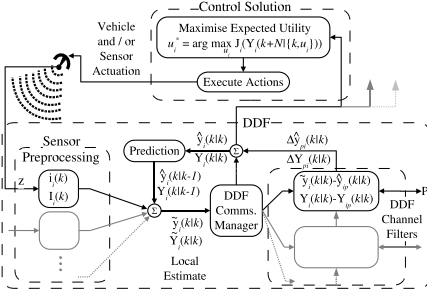 Control Solution
Vehicle
and / or
Sensor
Actuation
Maximise Expected Utility
u_i^* = arg max J_i(Y_i(k+N|{k,u_i}))
u_i
Execute Actions
DDF
Sensor
Preprocessing
Prediction
ŷ_i(k|k)
Y_i(k|k)
Σ
Δŷ_pi(k|k)
ΔY_pi(k|k)
z
i_i(k)
I_i(k)
ŷ_i(k|k-1)
Y_i(k|k-1)
Σ
ỹ_i(k|k)
Ỹ_i(k|k)
Local
Estimate
DDF
Comms.
Manager
ỹ_i(k|k)-ŷ_ip(k|k)
Y_i(k|k)-Y_ip(k|k)
P
DDF
Channel
Filters